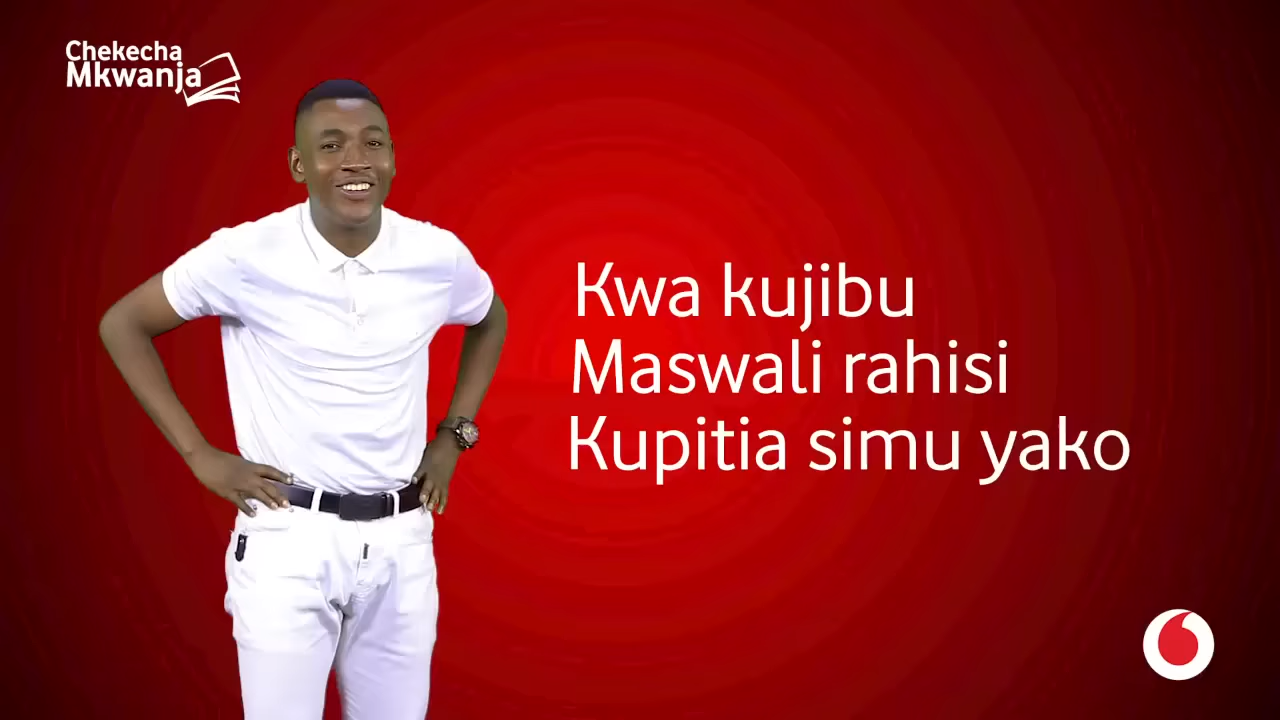 Chekecha
Mkwanja
Kwa kujibu
Maswali rahisi
Kupitia simu yako